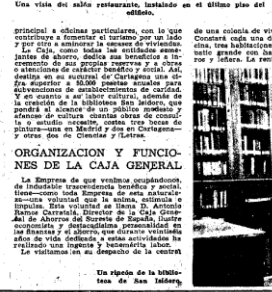 Una vista del salón restaurante, instalado en el último piso del
edificio.
principal a oficinas particulares, con lo que
contribuye a fomentar el turismo por un lado
y por otro a aminorar la escasez de viviendas.
La Caja, como todas las entidades seme-
jantes de ahorro, dedica sus beneficios a in-
cremento de sus propias reservas y a obras
o atenciones de carácter benéfico y social. Así,
destina en su sucursal de Cartagena una ci-
fra superior a 50.000 pesetas anuales para
subvenciones de establecimientos de caridad.
Y en cuanto a su labor cultural, además de
la creación de la biblioteca San Isidoro, que
pondrá al alcance de un público modesto y
afanoso de cultura cuantas obras de consul-
ta o estudio necesite, costea tres becas de
pintura—una en Madrid y dos en Cartagena—
y otras dos de Ciencias y Letras.
de una colonia de vi
Constará cada una d
cina, tres habitacione
patio grande con ba
ros y leñera. La rent
ORGANIZACION Y FUNCIO-
NES DE LA CAJA GENERAL
La Empresa de que venimos ocupándonos,
de indudable trascendencia benéfica y social,
tiene—como toda Empresa de esta naturale-
za—una voluntad que la anima, estimula e
impulsa. Esta voluntad se llama D. Antonio
Ramos Carratalá, Director de la Caja Gene-
ral de Ahorros del Sureste de España, ilustre
economista y destacadísima personalidad en
las finanzas y el ahorro, que durante veintiséis
años de vida dedicada a estas actividades ha
realizado una ingente y benemérita labor.
Le visitamos en su despacho de la central
Un rincón de la biblio-
teca de San Isidoro,